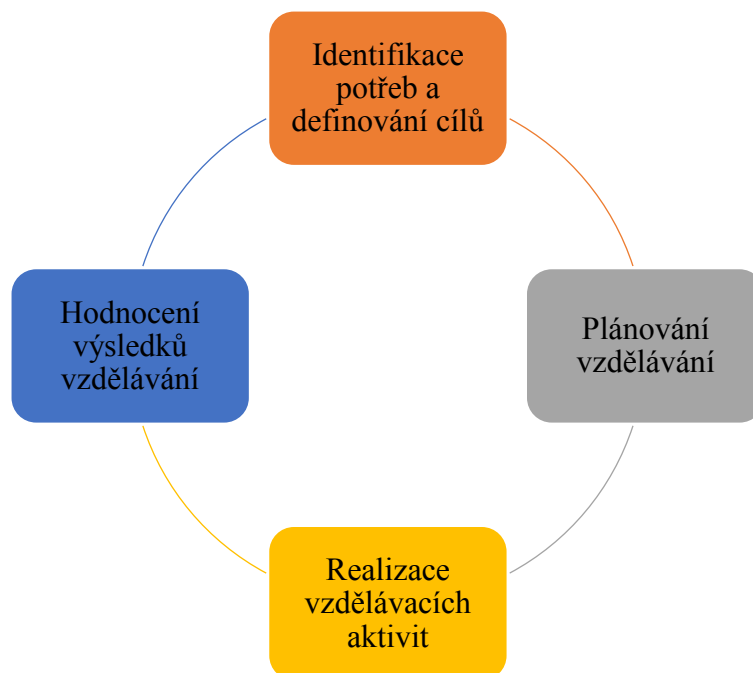 Identifikace
potřeb a
definování cílů
Plánování
vzdělávání
Realizace
vzdělávacích
aktivit
Hodnocení
výsledků
vzdělávání